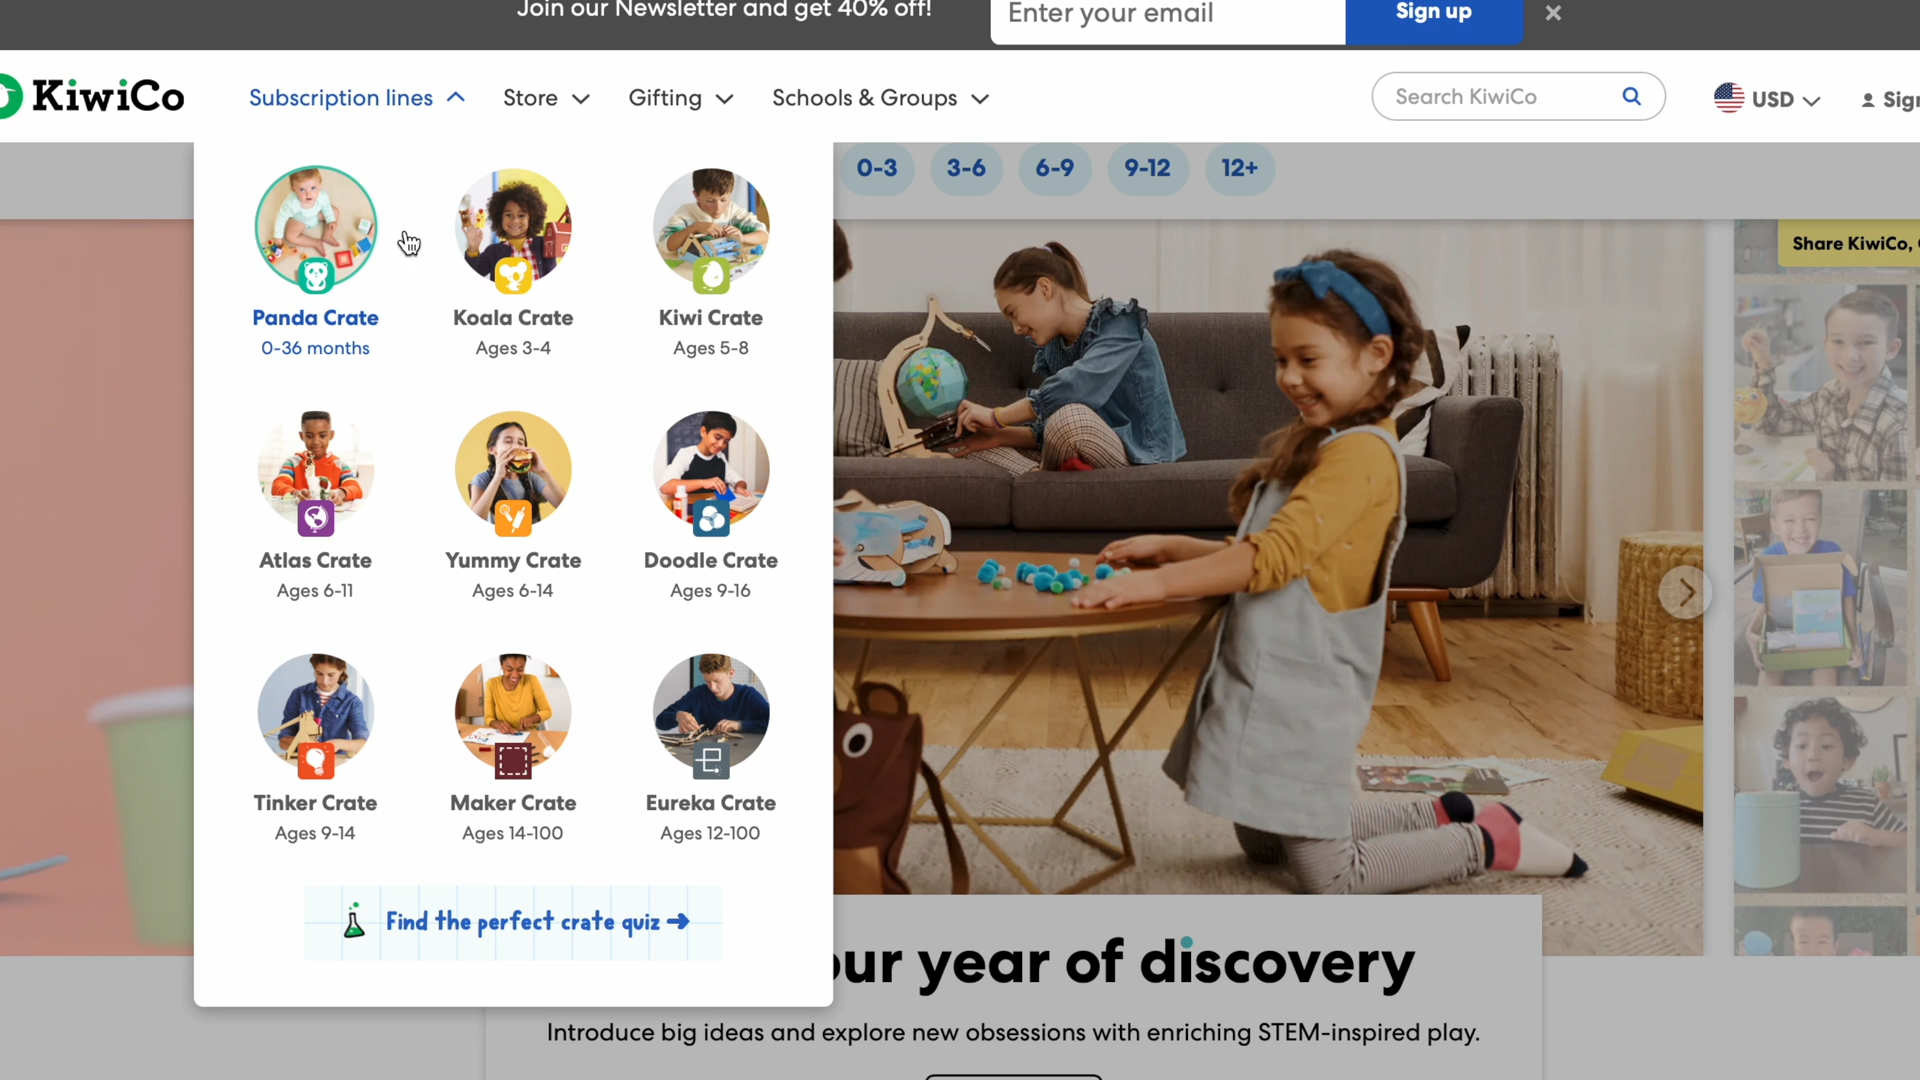 Join our Newsletter and get 40% off!
Enter your email
Sign up
KiwiCo
Subscription lines
Store
Gifting
Schools & Groups
Search KiwiCo
USD
0-3
3-6
6-9
9-12
12+
Panda Crate
0-36 months
Koala Crate
Ages 3-4
Kiwi Crate
Ages 5-8
Atlas Crate
Ages 6-11
Yummy Crate
Ages 6-14
Doodle Crate
Ages 9-16
Tinker Crate
Ages 9-14
Maker Crate
Ages 14-100
Eureka Crate
Ages 12-100
Find the perfect crate quiz
Share KiwiCo,
year of discovery
Introduce big ideas and explore new obsessions with enriching STEM-inspired play.